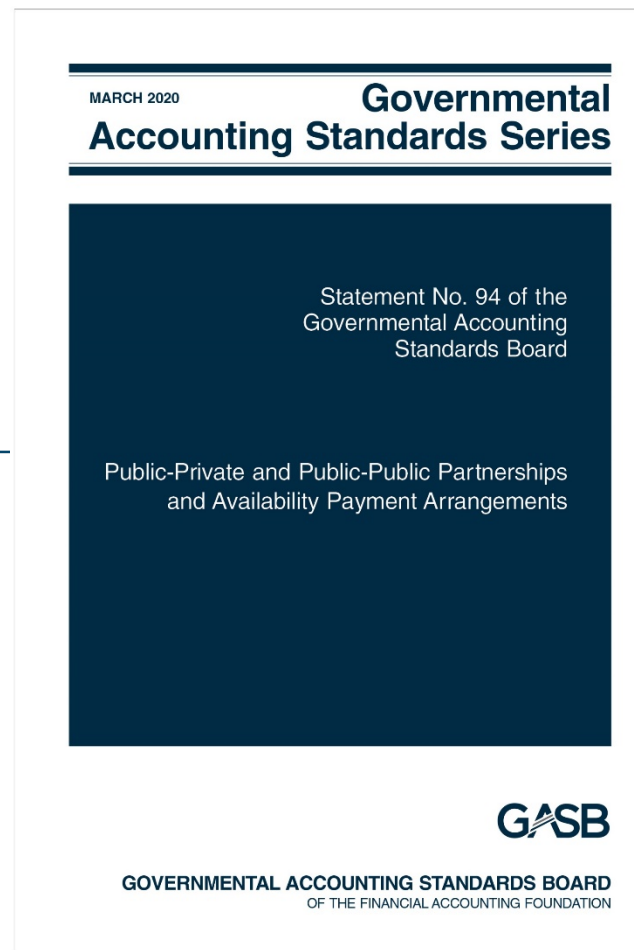 MARCH 2020
Governmental
Accounting Standards Series
Statement No. 94 of the
Governmental Accounting
Standards Board
Public-Private and Public-Public Partnerships
and Availability Payment Arrangements
GASB
GOVERNMENTAL ACCOUNTING STANDARDS BOARD
OF THE FINANCIAL ACCOUNTING FOUNDATION